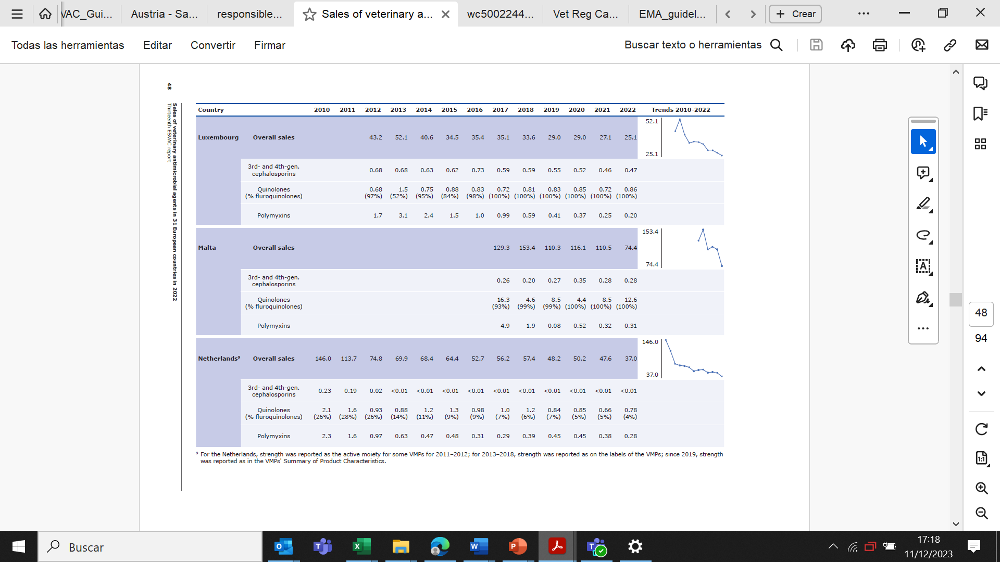 VAC_Gui...
Austria - Sa...
responsible...
Sales of veterinary a...
wc5002244...
Vet Reg Ca...
EMA_guidel...
Crear
Todas las herramientas
Editar
Convertir
Firmar
Buscar texto o herramientas
48
Sales of veterinary antimicrobial agents in 31 European countries in 2022
Thirteenth ESVAC report
Country 2010 2011 2012 2013 2014 2015 2016 2017 2018 2019 2020 2021 2022 Trends 2010-2022
Luxembourg Overall sales 43.2 52.1 40.6 34.5 35.4 35.1 33.6 29.0 29.0 27.1 25.1
52.1
25.1
3rd- and 4th-gen.
cephalosporins 0.68 0.68 0.63 0.62 0.73 0.59 0.59 0.55 0.52 0.46 0.47
Quinolones 0.68 1.5 0.75 0.88 0.83 0.72 0.81 0.83 0.85 0.72 0.86
(% fluroquinolones) (97%) (52%) (95%) (84%) (98%) (100%) (100%) (100%) (100%) (100%) (100%)
Polymyxins 1.7 3.1 2.4 1.5 1.0 0.99 0.59 0.41 0.37 0.25 0.20
Malta Overall sales 129.3 153.4 110.3 116.1 110.5 74.4
153.4
74.4
3rd- and 4th-gen.
cephalosporins 0.26 0.20 0.27 0.35 0.28 0.28
Quinolones 16.3 4.6 8.5 4.4 8.5 12.6
(% fluroquinolones) (93%) (99%) (99%) (100%) (100%) (100%)
Polymyxins 4.9 1.9 0.08 0.52 0.32 0.31
Netherlands⁹ Overall sales 146.0 113.7 74.8 69.9 68.4 64.4 52.7 56.2 57.4 48.2 50.2 47.6 37.0
146.0
37.0
3rd- and 4th-gen.
cephalosporins 0.23 0.19 0.02 <0.01 <0.01 <0.01 <0.01 <0.01 <0.01 <0.01 <0.01 <0.01 <0.01
Quinolones 2.1 1.6 0.93 0.88 1.2 1.3 0.98 1.0 1.2 0.84 0.85 0.66 0.78
(% fluroquinolones) (26%) (28%) (26%) (14%) (11%) (9%) (9%) (7%) (6%) (7%) (5%) (5%) (4%)
Polymyxins 2.3 1.6 0.97 0.63 0.47 0.48 0.31 0.29 0.39 0.45 0.45 0.38 0.28
⁹ For the Netherlands, strength was reported as the active moiety for some VMPs for 2011–2012; for 2013–2018, strength was reported as on the labels of the VMPs; since 2019, strength
was reported as in the VMPs' Summary of Product Characteristics.
48
94
1:1
Buscar
17:18
11/12/2023